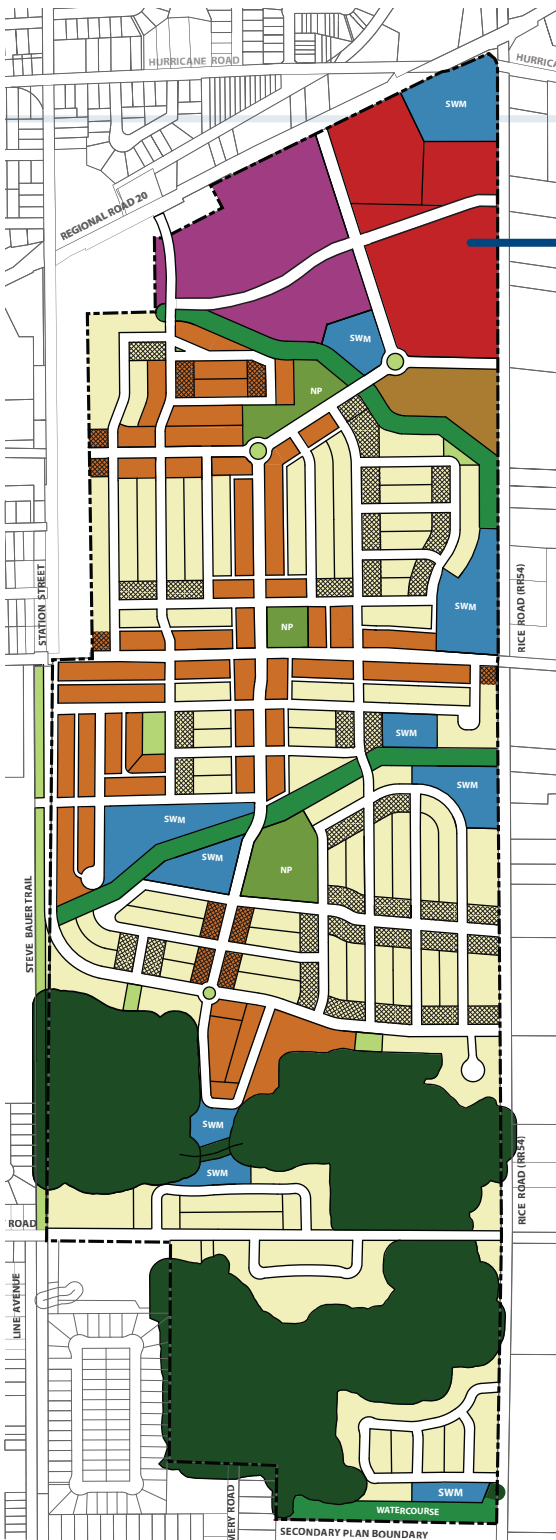 HURRICANE ROAD
HURRICA
SWM
REGIONAL ROAD 20
SWM
NP
STATION STREET
RICE ROAD (RR54)
SWM
NP
SWM
SWM
SWM
SWM
NP
STEVE BAUER TRAIL
SWM
RICE ROAD (RR54)
SWM
ROAD
LINE AVENUE
SWM
MERY ROAD
WATERCOURSE
SECONDARY PLAN BOUNDARY